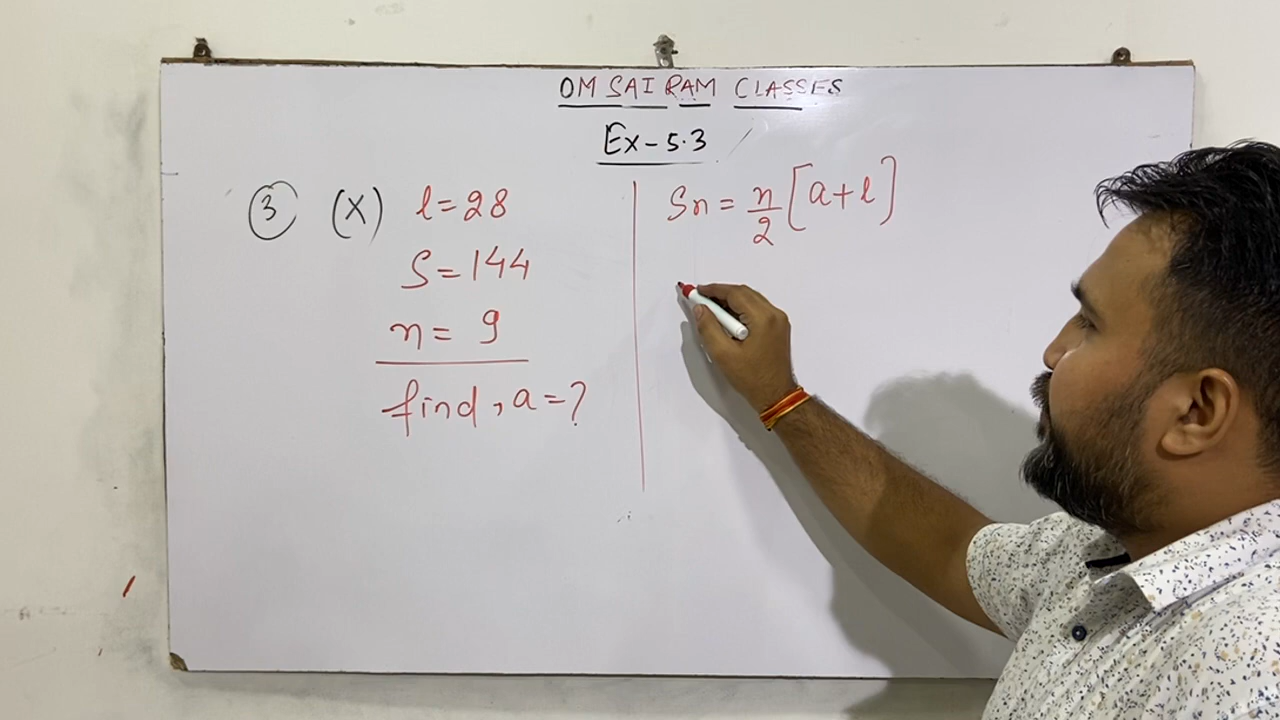 OM SAI RAM CLASSES
Ex-5.3
3 (X) l=28
S=144
n= 9
find, a=?
Sn = n/2 [a+l]